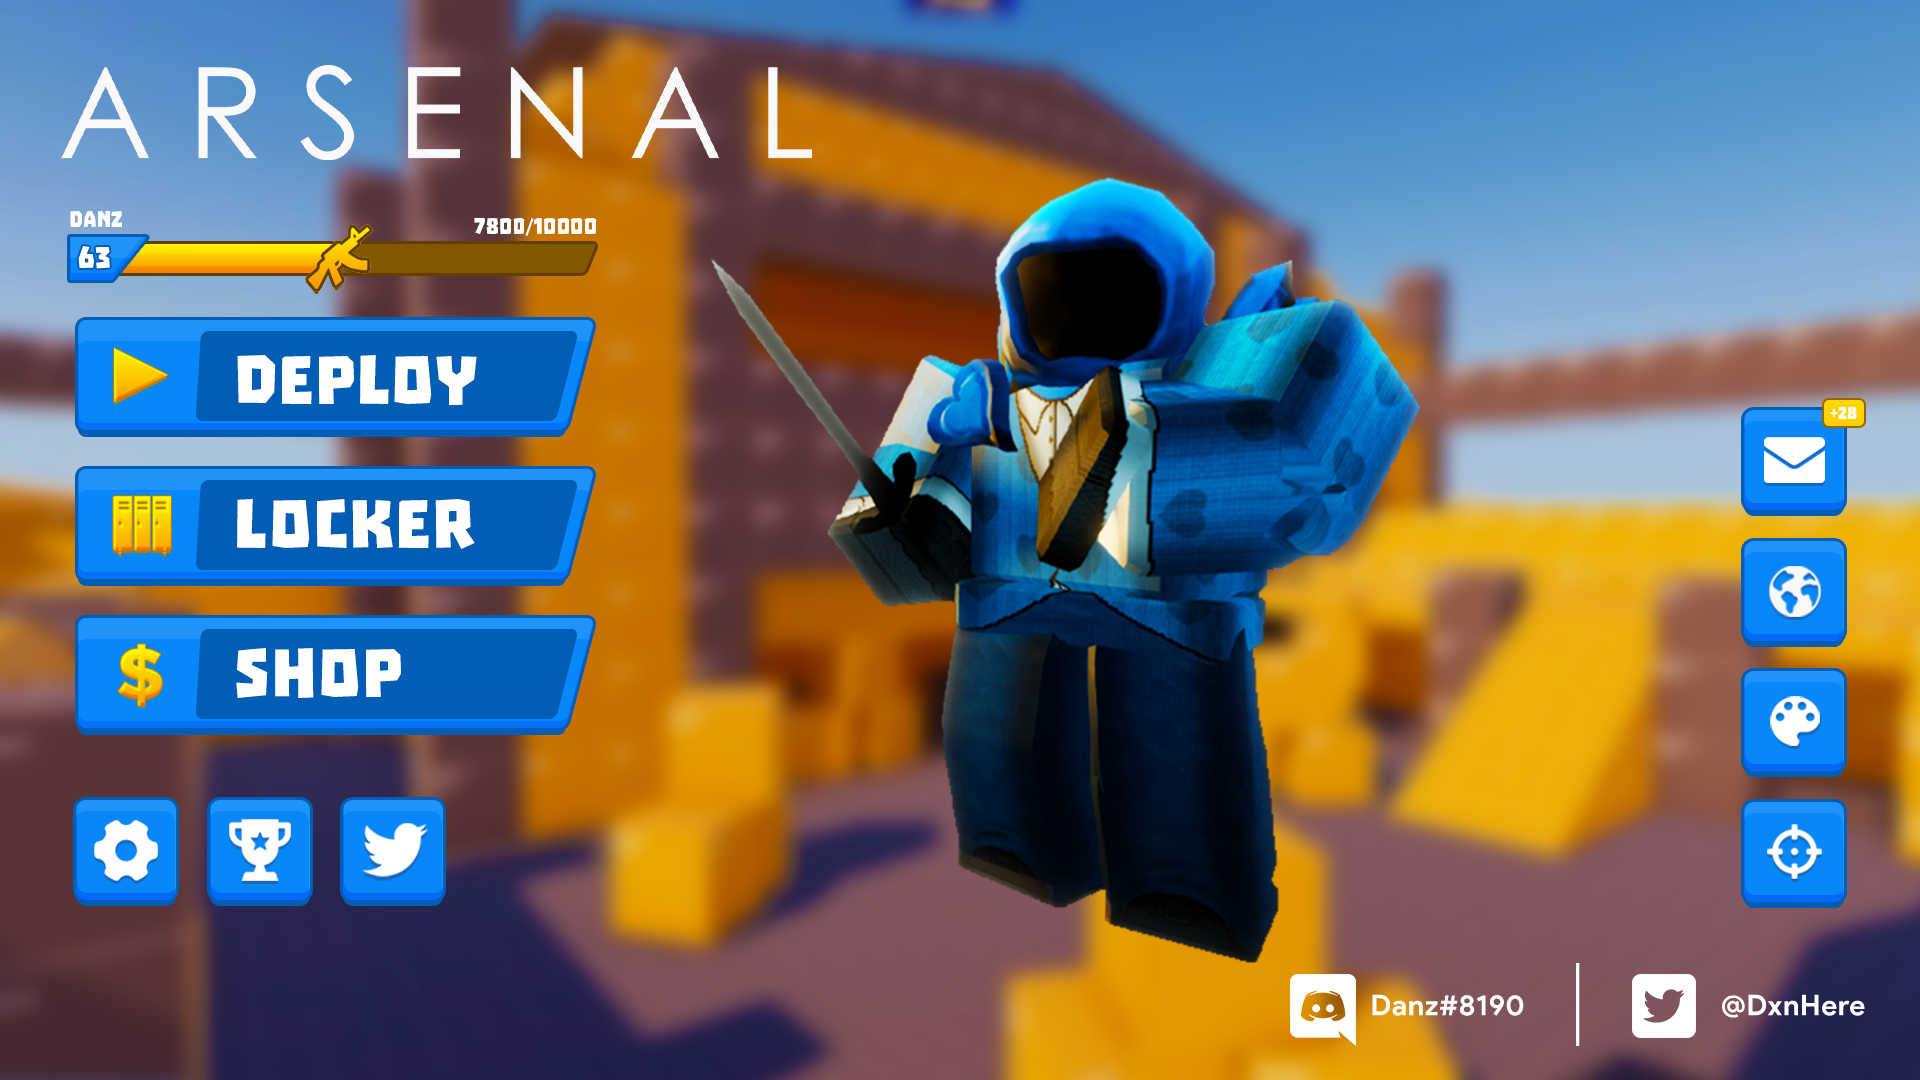 ARSENAL
DANZ
7800/10000
63
DEPLOY
LOCKER
$
SHOP
+28
Danz#8190
@DxnHere